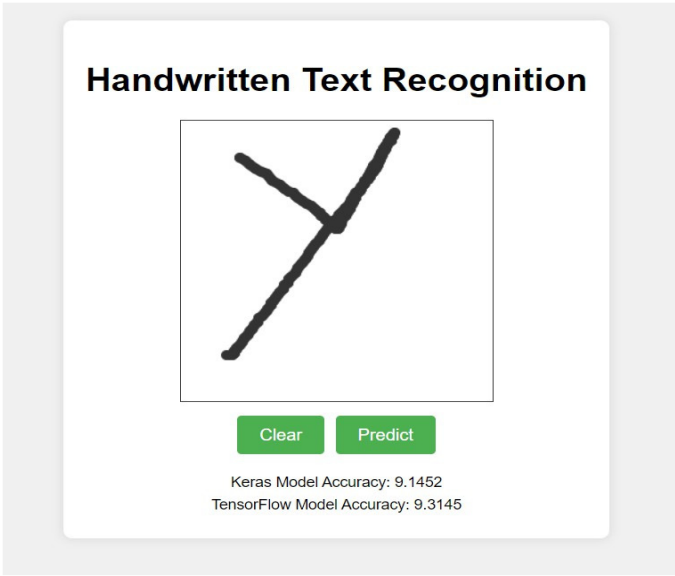 Handwritten Text Recognition
y
Clear Predict
Keras Model Accuracy: 9.1452
TensorFlow Model Accuracy: 9.3145